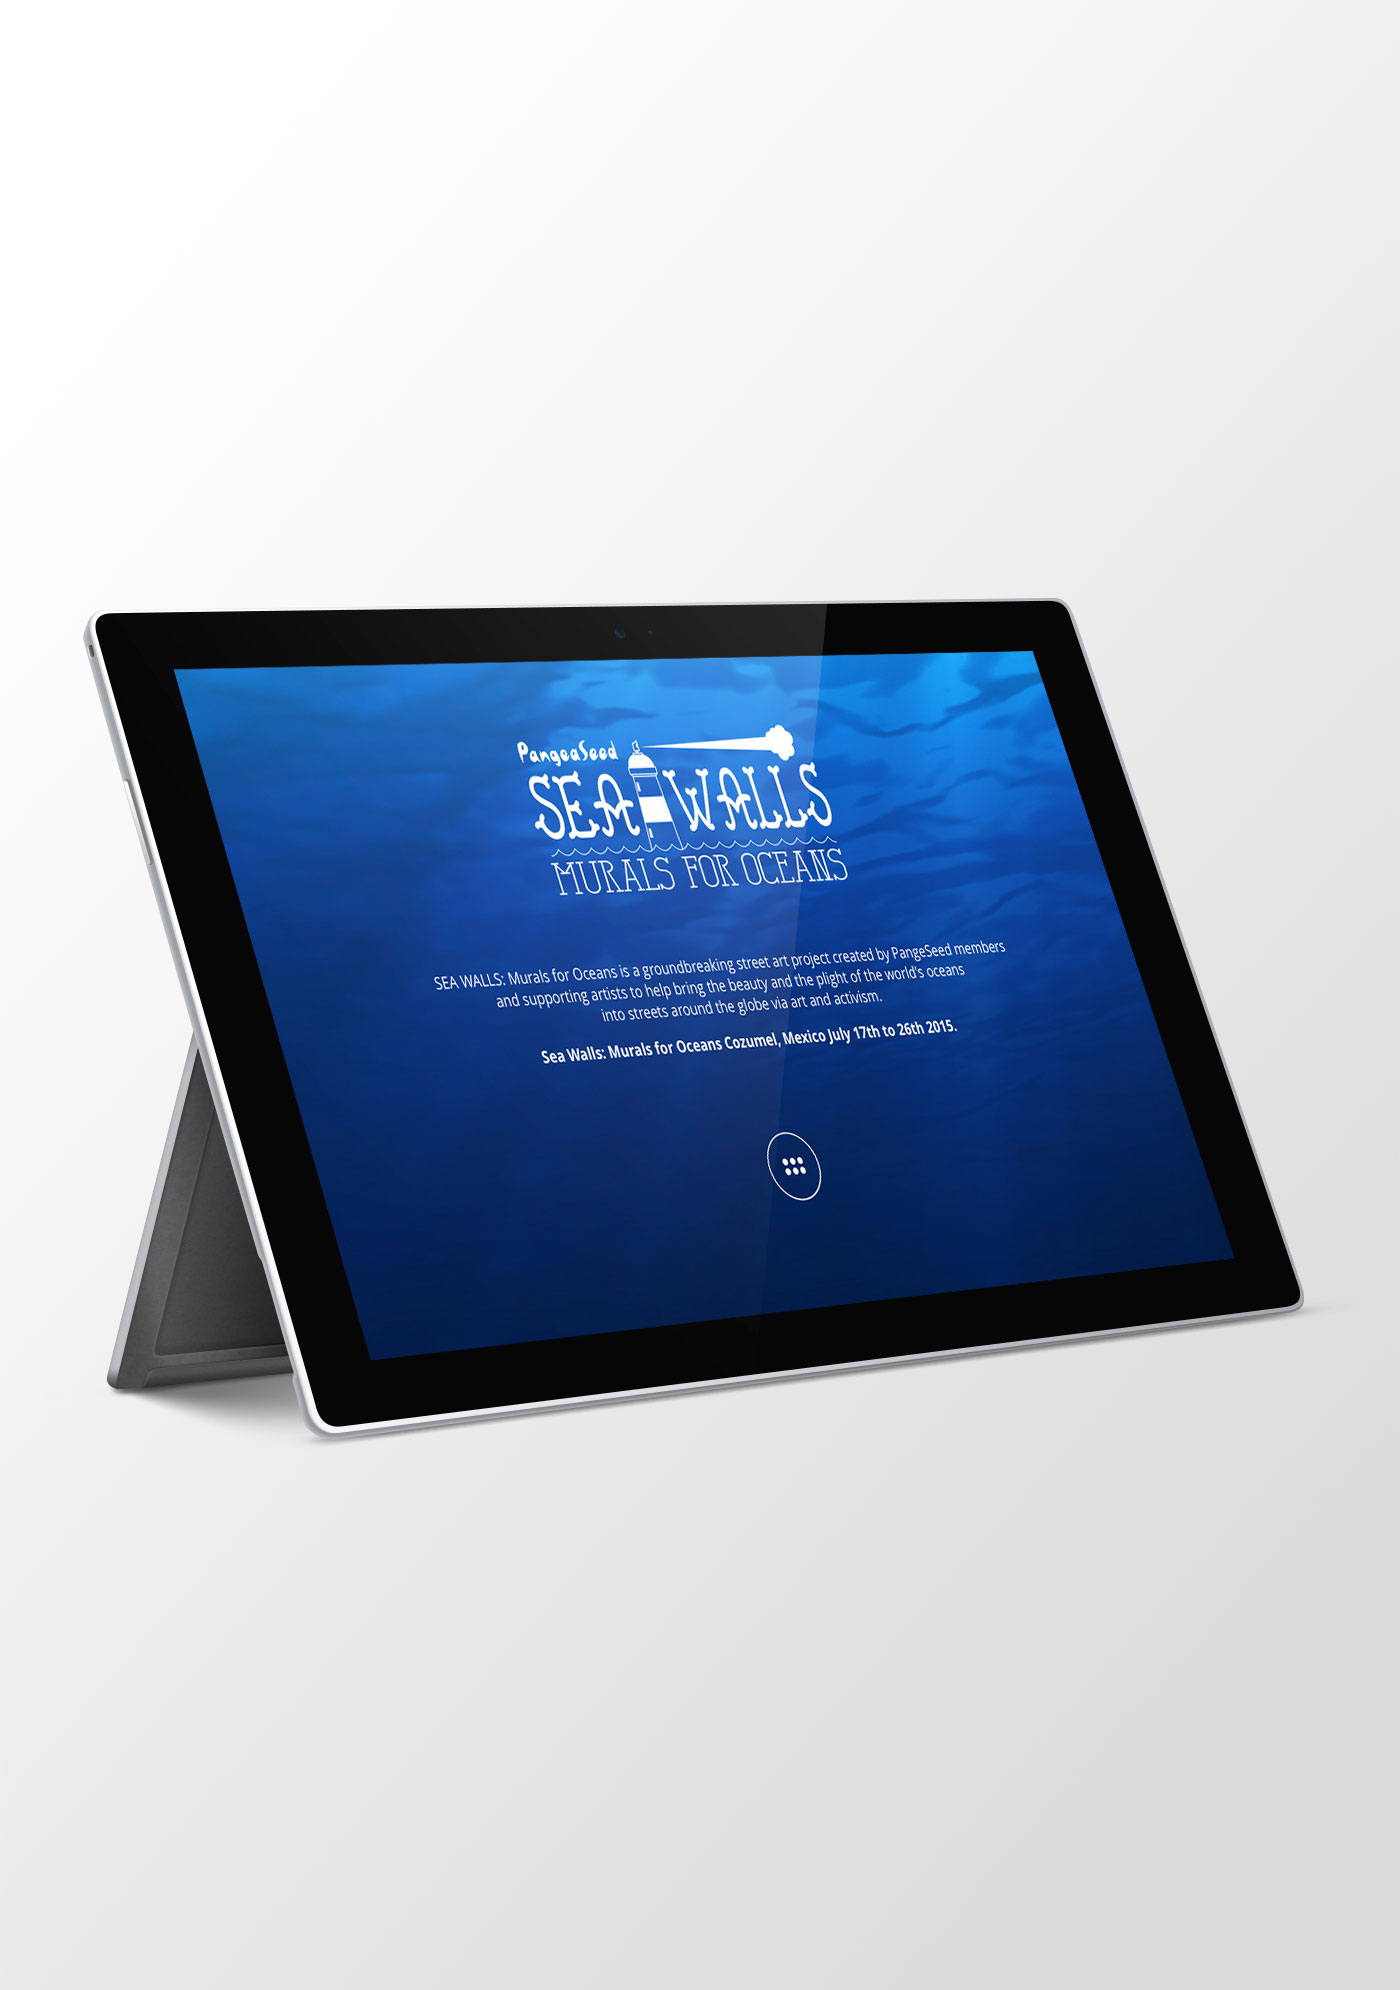 PangeaSeed
SEA WALLS
MURALS FOR OCEANS
SEA WALLS: Murals for Oceans is a groundbreaking street art project created by PangeSeed members
and supporting artists to help bring the beauty and the plight of the world's oceans
into streets around the globe via art and activism.
Sea Walls: Murals for Oceans Cozumel, Mexico July 17th to 26th 2015.